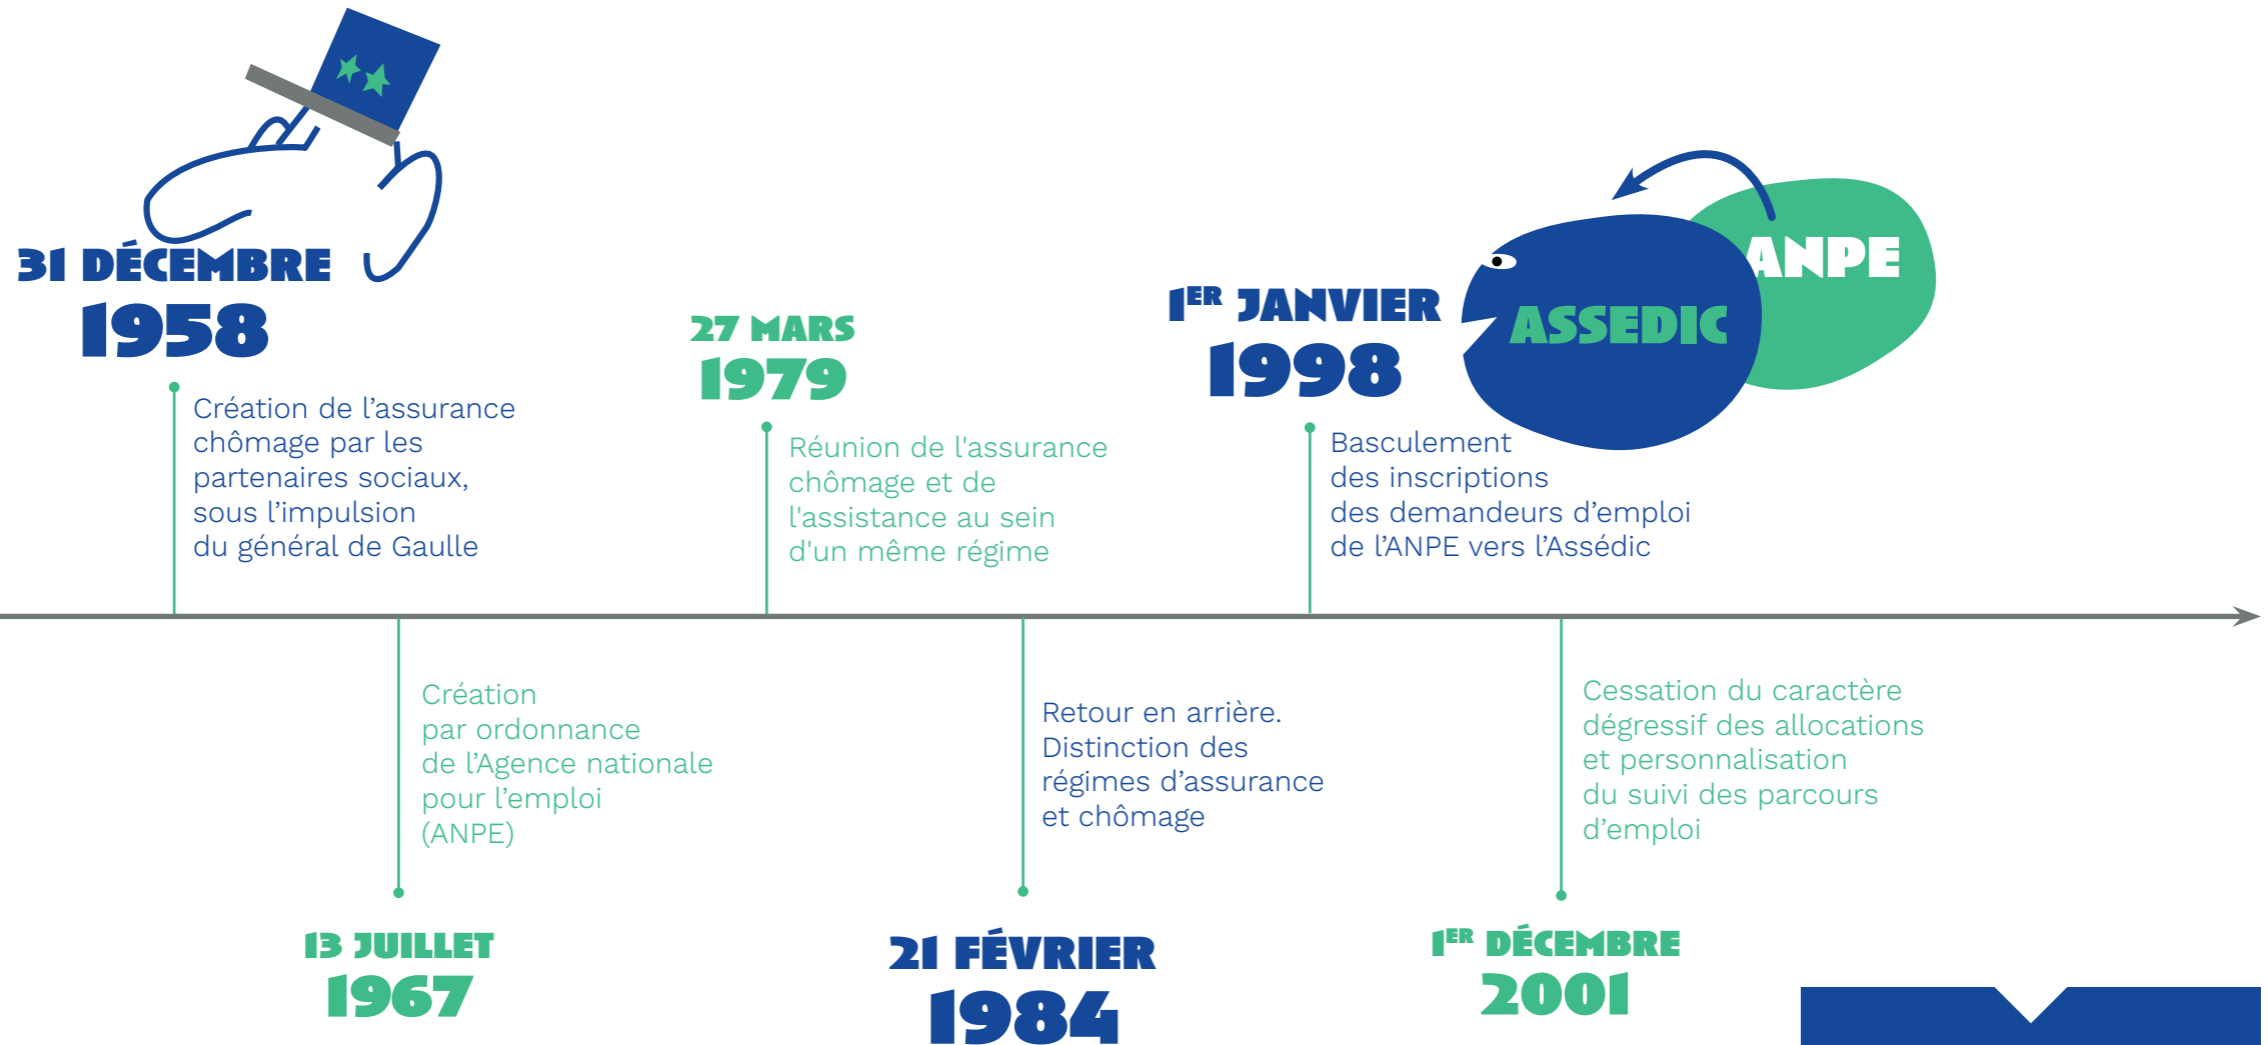 31 DÉCEMBRE
1958
Création de l’assurance
chômage par les
partenaires sociaux,
sous l’impulsion
du général de Gaulle
13 JUILLET
1967
Création
par ordonnance
de l’Agence nationale
pour l’emploi
(ANPE)
27 MARS
1979
Réunion de l'assurance
chômage et de
l'assistance au sein
d'un même régime
21 FÉVRIER
1984
Retour en arrière.
Distinction des
régimes d’assurance
et chômage
1ER JANVIER
1998
ASSEDIC
ANPE
Basculement
des inscriptions
des demandeurs d’emploi
de l’ANPE vers l’Assédic
1ER DÉCEMBRE
2001
Cessation du caractère
dégressif des allocations
et personnalisation
du suivi des parcours
d’emploi